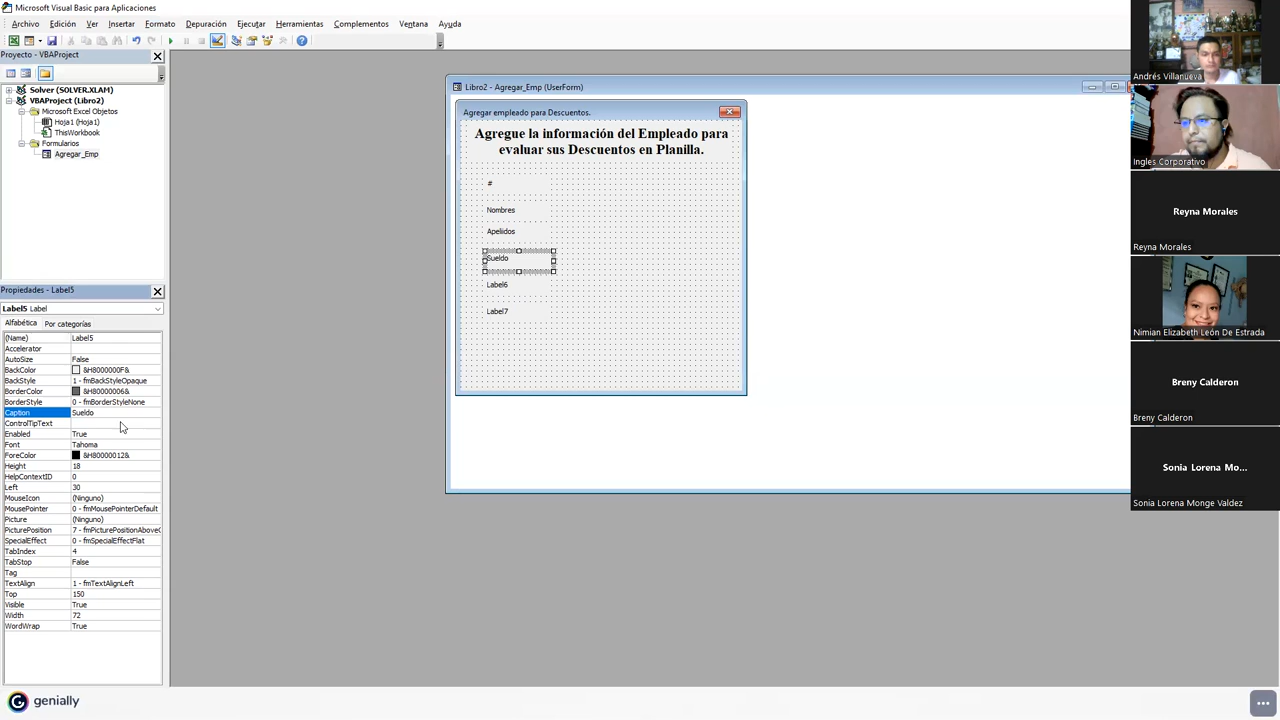 Microsoft Visual Basic para Aplicaciones
Archivo Edición Ver Insertar Formato Depuración Ejecutar Herramientas Complementos Ventana Ayuda
Proyecto - VBAProject
Solver (SOLVER.XLAM)
VBAProject (Libro2)
Microsoft Excel Objetos
Hoja1 (Hoja1)
ThisWorkbook
Formularios
Agregar_Emp
Propiedades - Label5
Label5 Label
Alfabética Por categorías
(Name) Label5
Accelerator
AutoSize False
BackColor &H8000000F&
BackStyle 1 - fmBackStyleOpaque
BorderColor &H80000006&
BorderStyle 0 - fmBorderStyleNone
Caption Sueldo
ControlTipText
Enabled True
Font Tahoma
ForeColor &H80000012&
Height 18
HelpContextID 0
Left 30
MouseIcon (Ninguno)
MousePointer 0 - fmMousePointerDefault
Picture (Ninguno)
PicturePosition 7 - fmPicturePositionAboveC
SpecialEffect 0 - fmSpecialEffectFlat
TabIndex 4
TabStop False
Tag
TextAlign 1 - fmTextAlignLeft
Top 150
Visible True
Width 72
WordWrap True
Libro2 - Agregar_Emp (UserForm)
Agregar empleado para Descuentos.
Agregue la información del Empleado para
evaluar sus Descuentos en Planilla.
#
Nombres
Apellidos
Sueldo
Label6
Label7
Andrés Villanueva
Ingles Corporativo
Reyna Morales
Reyna Morales
Nimian Elizabeth León De Estrada
Breny Calderon
Breny Calderon
Sonia Lorena Mo...
Sonia Lorena Monge Valdez
genially